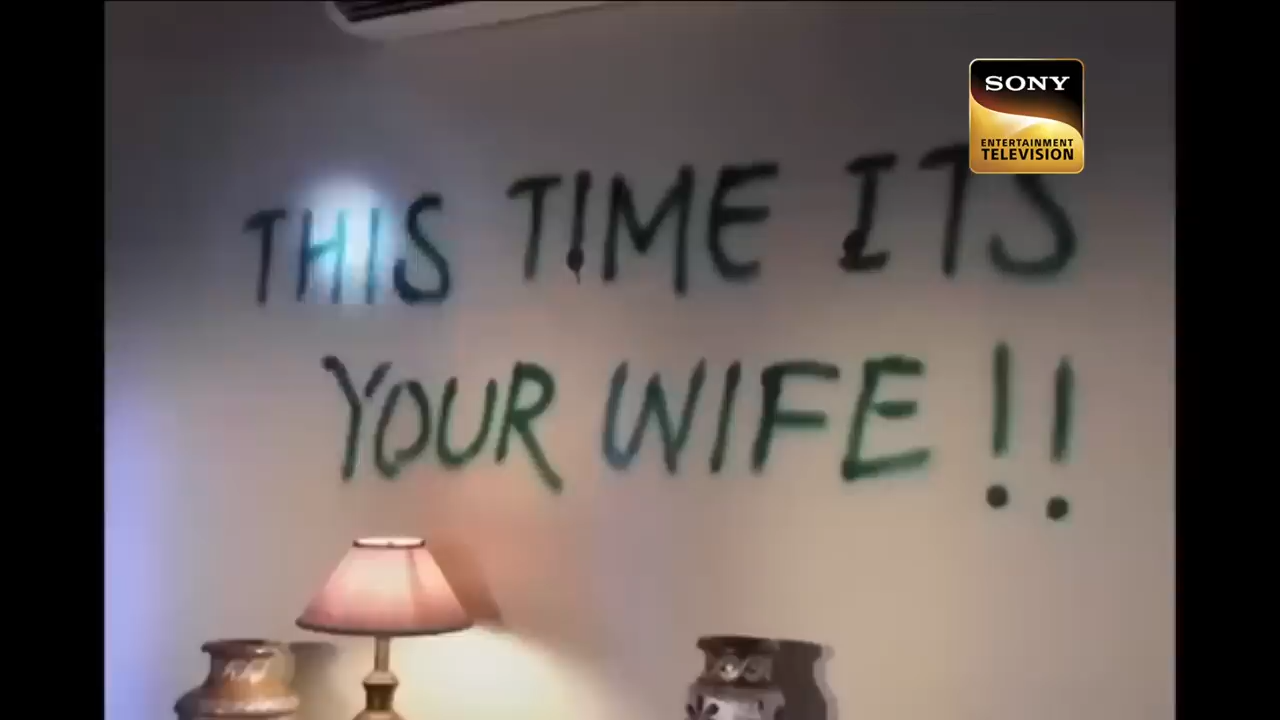 SONY
ENTERTAINMENT
TELEVISION
THIS TIME ITS
YOUR WIFE !!